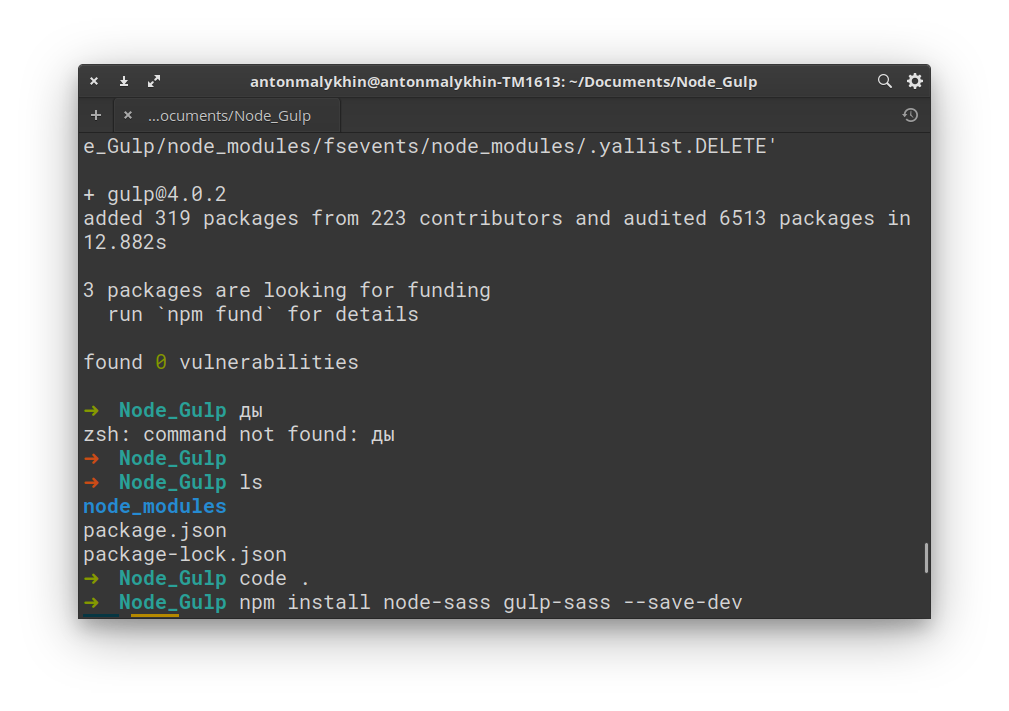 antonmalykhin@antonmalykhin-TM1613: ~/Documents/Node_Gulp
...ocuments/Node_Gulp
e_Gulp/node_modules/fsevents/node_modules/.yallist.DELETE'
+ gulp@4.0.2
added 319 packages from 223 contributors and audited 6513 packages in
12.882s
3 packages are looking for funding
run `npm fund` for details
found 0 vulnerabilities
➜ Node_Gulp ды
zsh: command not found: ды
➜ Node_Gulp
➜ Node_Gulp ls
node_modules
package.json
package-lock.json
➜ Node_Gulp code .
➜ Node_Gulp npm install node-sass gulp-sass --save-dev